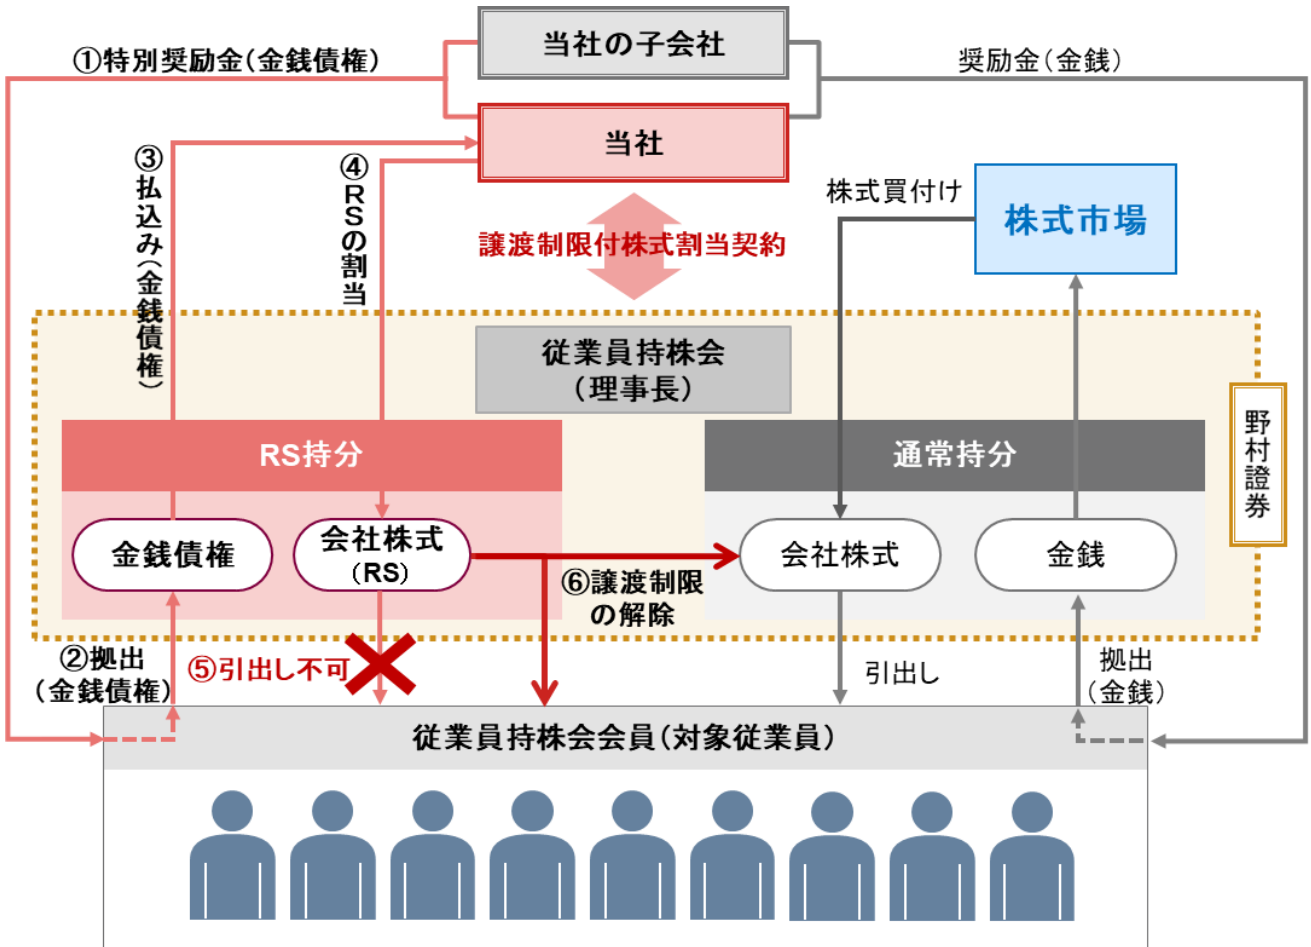 当社の子会社
①特別奨励金(金銭債権)
奨励金(金銭)
当社
③払込み(金銭債権)
④RSの割当
株式買付け
株式市場
譲渡制限付株式割当契約
従業員持株会
(理事長)
野村證券
RS持分
通常持分
金銭債権
会社株式
(RS)
会社株式
金銭
⑥譲渡制限
の解除
②拠出
(金銭債権)
⑤引出し不可
引出し
拠出
(金銭)
従業員持株会会員(対象従業員)